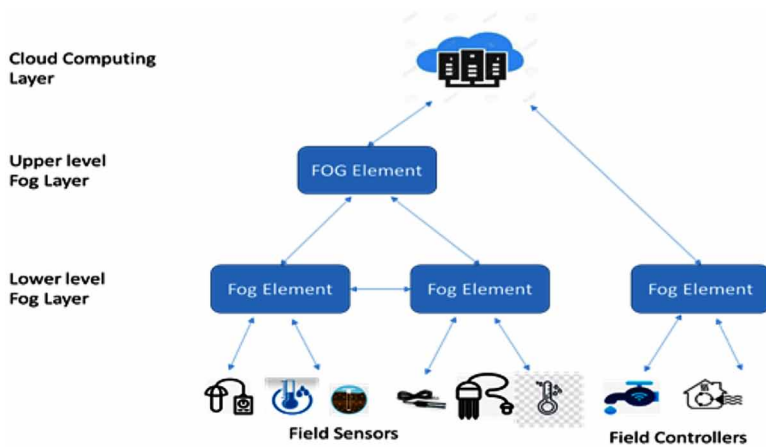 Cloud Computing
Layer
Upper level
Fog Layer
FOG Element
Lower level
Fog Layer
Fog Element
Fog Element
Fog Element
Field Sensors
Field Controllers